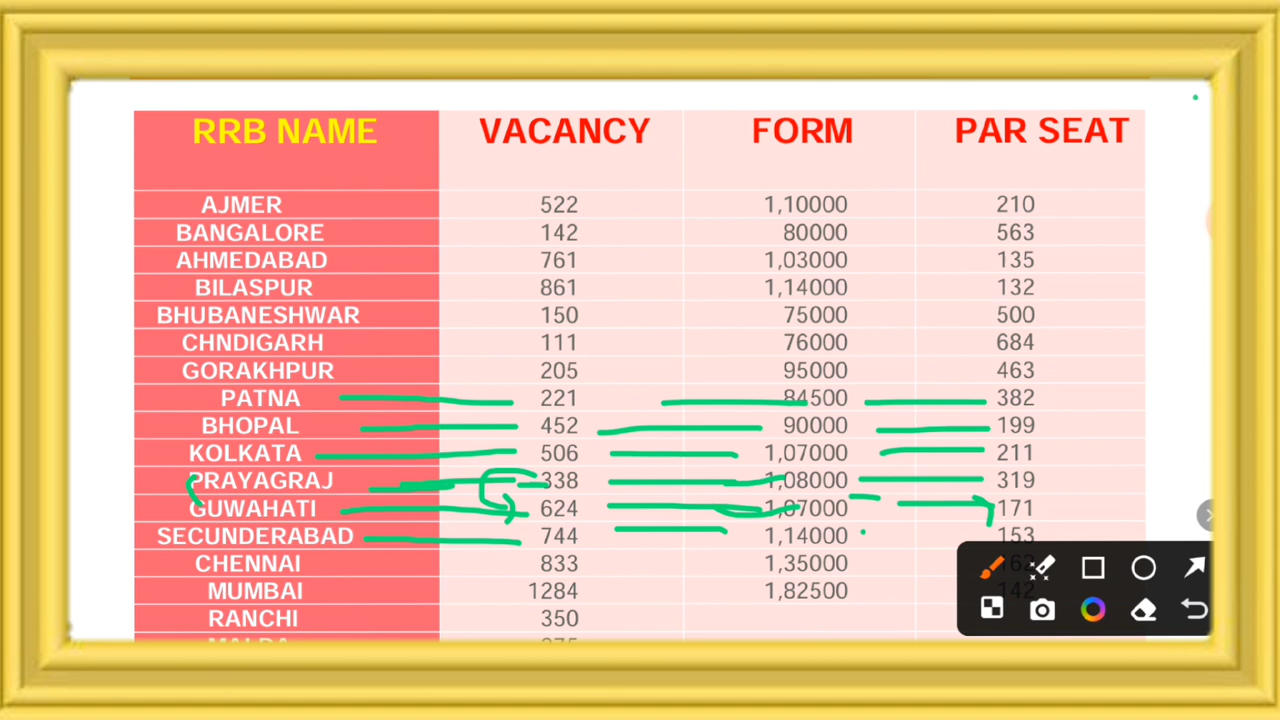 RRB NAME VACANCY FORM PAR SEAT
AJMER 522 1,10000 210
BANGALORE 142 80000 563
AHMEDABAD 761 1,03000 135
BILASPUR 861 1,14000 132
BHUBANESHWAR 150 75000 500
CHNDIGARH 111 76000 684
GORAKHPUR 205 95000 463
PATNA 221 84500 382
BHOPAL 452 90000 199
KOLKATA 506 1,07000 211
PRAYAGRAJ 338 1,08000 319
GUWAHATI 624 1,07000 171
SECUNDERABAD 744 1,14000 153
CHENNAI 833 1,35000 162
MUMBAI 1284 1,82500 142
RANCHI 350